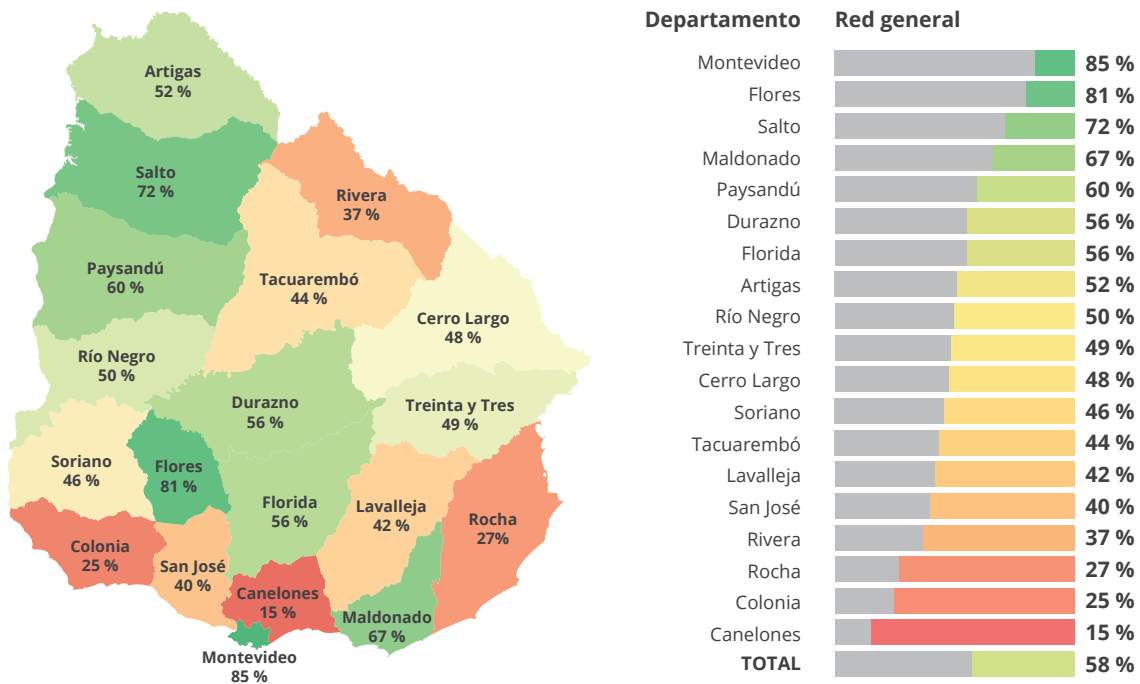 Artigas
52 %
Salto
72 %
Rivera
37 %
Paysandú
60 %
Tacuarembó
44 %
Cerro Largo
48 %
Río Negro
50 %
Durazno
56 %
Treinta y Tres
49 %
Soriano
46 %
Flores
81 %
Florida
56 %
Lavalleja
42 %
Rocha
27%
Colonia
25 %
San José
40 %
Canelones
15 %
Maldonado
67 %
Montevideo
85 %
Departamento Red general
Montevideo 85 %
Flores 81 %
Salto 72 %
Maldonado 67 %
Paysandú 60 %
Durazno 56 %
Florida 56 %
Artigas 52 %
Río Negro 50 %
Treinta y Tres 49 %
Cerro Largo 48 %
Soriano 46 %
Tacuarembó 44 %
Lavalleja 42 %
San José 40 %
Rivera 37 %
Rocha 27 %
Colonia 25 %
Canelones 15 %
TOTAL 58 %